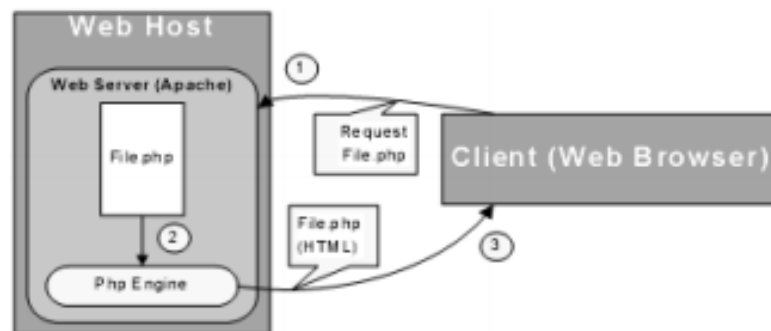 Web Host
Web Server (Apache)
File.php
2
Php Engine
1
Request
File.php
Client (Web Browser)
File.php
(HTML)
3